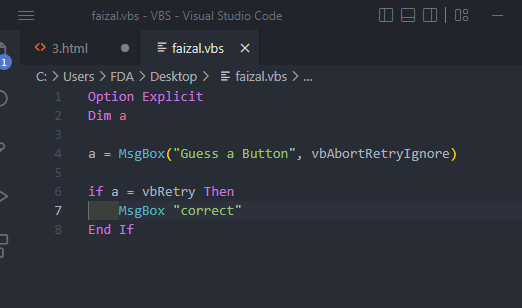 faizal.vbs - VBS - Visual Studio Code
3.html faizal.vbs
1
C: > Users > FDA > Desktop > faizal.vbs > ...
1 Option Explicit
2 Dim a
3
4 a = MsgBox("Guess a Button", vbAbortRetryIgnore)
5
6 if a = vbRetry Then
7 MsgBox "correct"
8 End If